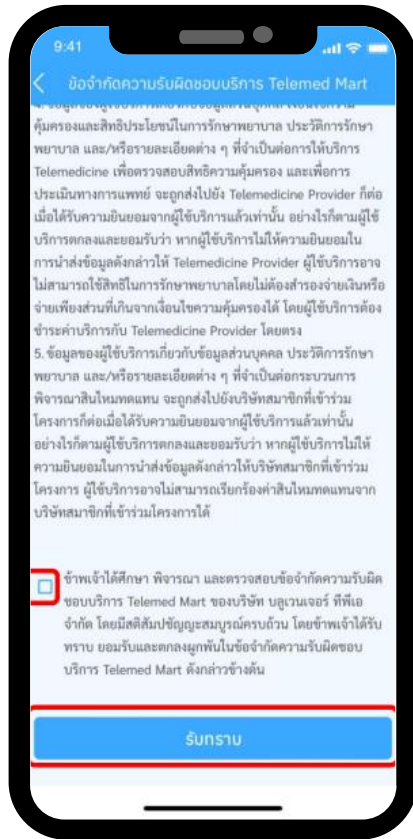 9:41
ข้อจำกัดความรับผิดชอบบริการ Telemed Mart
คุ้มครองและสิทธิประโยชน์ในการรักษาพยาบาล ประวัติการรักษา
พยาบาล และ/หรือรายละเอียดต่าง ๆ ที่จำเป็นต่อการให้บริการ
Telemedicine เพื่อตรวจสอบสิทธิความคุ้มครอง และเพื่อการ
ประเมินทางการแพทย์ จะถูกส่งไปยัง Telemedicine Provider ก็ต่อ
เมื่อได้รับความยินยอมจากผู้ใช้บริการแล้วเท่านั้น อย่างไรก็ตามผู้ใช้
บริการตกลงและยอมรับว่า หากผู้ใช้บริการไม่ให้ความยินยอมใน
การนำส่งข้อมูลดังกล่าวให้ Telemedicine Provider ผู้ใช้บริการอาจ
ไม่สามารถใช้สิทธิในการรักษาพยาบาลโดยไม่ต้องสำรองจ่ายเงินหรือ
จ่ายเพียงส่วนที่เกินจากเงื่อนไขความคุ้มครองได้ โดยผู้ใช้บริการต้อง
ชำระค่าบริการกับ Telemedicine Provider โดยตรง
5. ข้อมูลของผู้ใช้บริการเกี่ยวกับข้อมูลส่วนบุคคล ประวัติการรักษา
พยาบาล และ/หรือรายละเอียดต่าง ๆ ที่จำเป็นต่อกระบวนการ
พิจารณาสินไหมทดแทน จะถูกส่งไปยังบริษัทสมาชิกที่เข้าร่วม
โครงการก็ต่อเมื่อได้รับความยินยอมจากผู้ใช้บริการแล้วเท่านั้น
อย่างไรก็ตามผู้ใช้บริการตกลงและยอมรับว่า หากผู้ใช้บริการไม่ให้
ความยินยอมในการนำส่งข้อมูลดังกล่าวให้บริษัทสมาชิกที่เข้าร่วม
โครงการ ผู้ใช้บริการอาจไม่สามารถเรียกร้องค่าสินไหมทดแทนจาก
บริษัทสมาชิกที่เข้าร่วมโครงการได้
ข้าพเจ้าได้ศึกษา พิจารณา และตรวจสอบข้อจำกัดความรับผิด
ชอบบริการ Telemed Mart ของบริษัท บลูเวนเจอร์ ทีพีเอ
จำกัด โดยมีสติสัมปชัญญะสมบูรณ์ครบถ้วน โดยข้าพเจ้าได้รับ
ทราบ ยอมรับและตกลงผูกพันในข้อจำกัดความรับผิดชอบ
บริการ Telemed Mart ดังกล่าวข้างต้น
รับทราบ